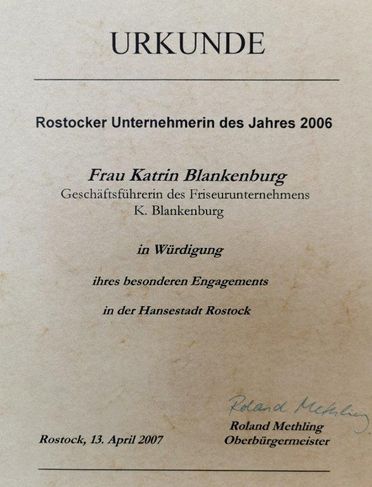 URKUNDE
Rostocker Unternehmerin des Jahres 2006
Frau Katrin Blankenburg
Geschäftsführerin des Friseurunternehmens
K. Blankenburg
in Würdigung
ihres besonderen Engagements
in der Hansestadt Rostock
Roland Methling
Roland Methling
Rostock, 13. April 2007
Oberbürgermeister